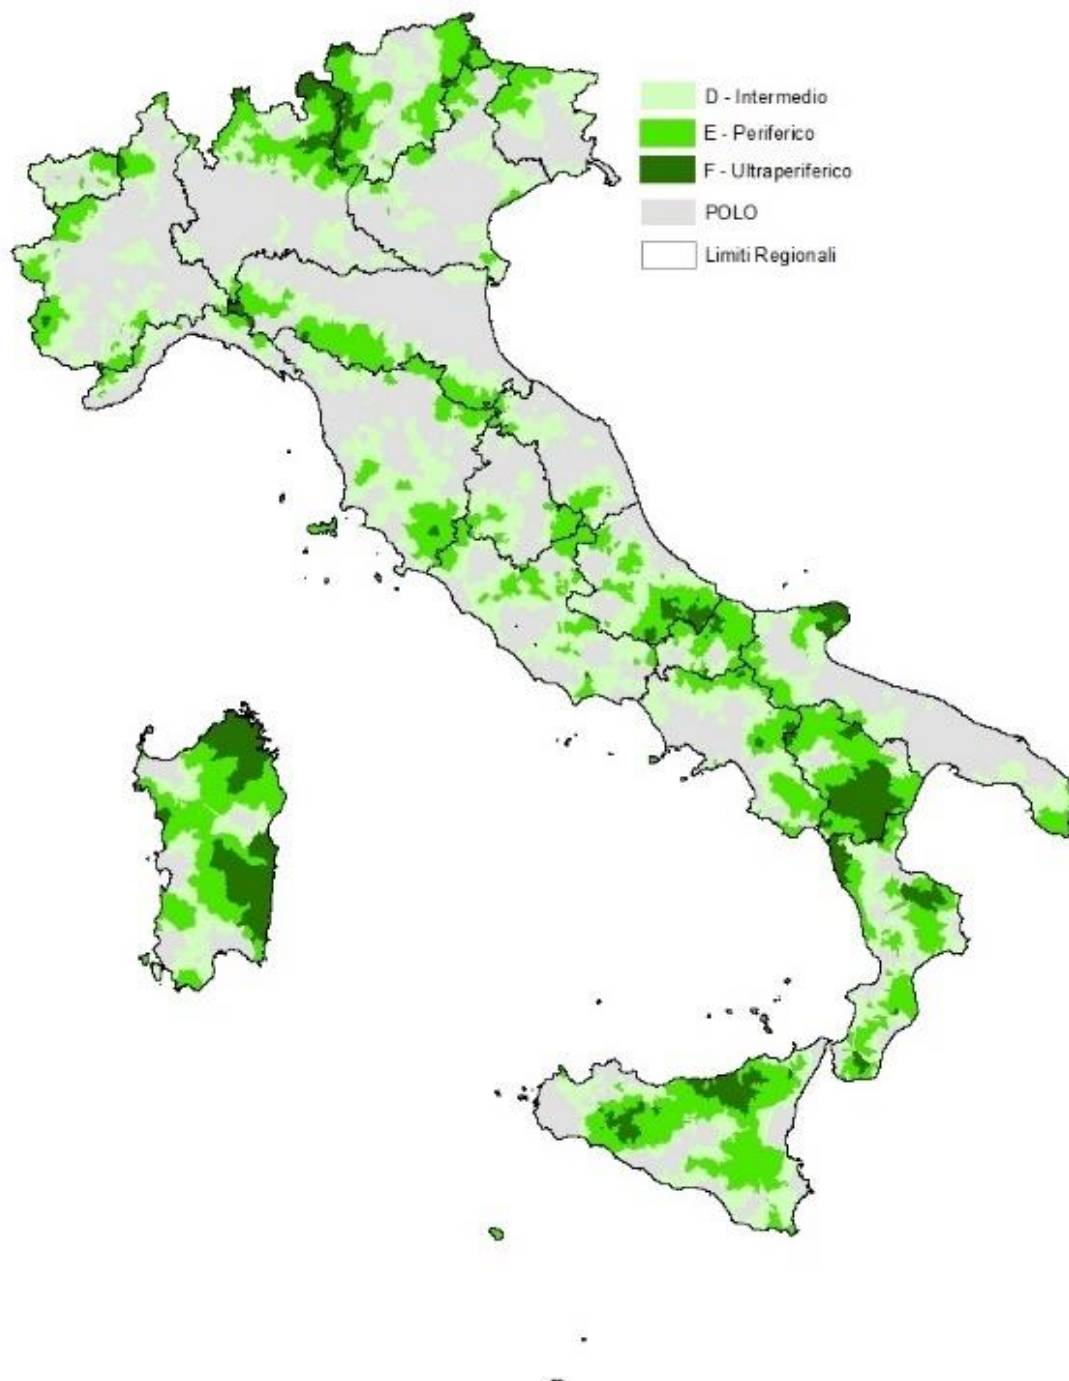 D - Intermedio
E - Periferico
F - Ultraperiferico
POLO
Limiti Regionali